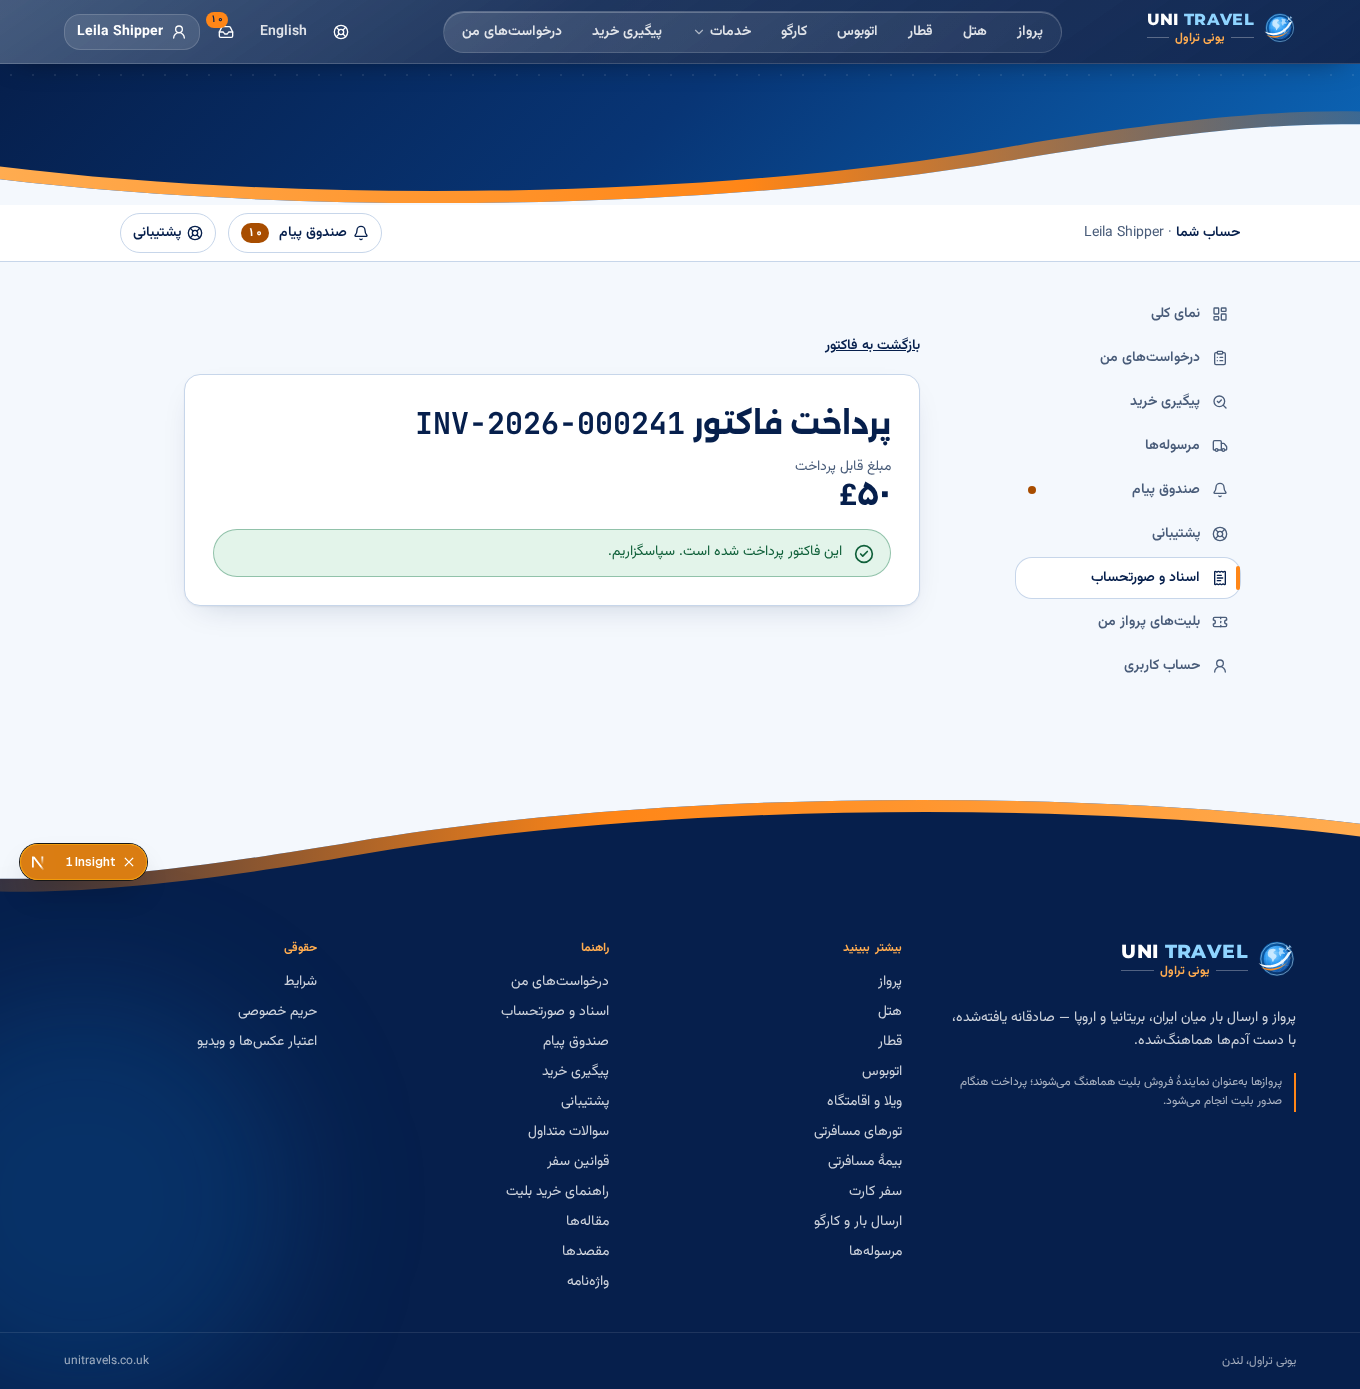 UNI TRAVEL
یونی تراول
پرواز
هتل
قطار
اتوبوس
کارگو
خدمات
پیگیری خرید
درخواست‌های من
English
۱۰
Leila Shipper
حساب شما · Leila Shipper
صندوق پیام ۱۰
پشتیبانی
نمای کلی
درخواست‌های من
پیگیری خرید
مرسوله‌ها
صندوق پیام
پشتیبانی
اسناد و صورتحساب
بلیت‌های پرواز من
حساب کاربری
بازگشت به فاکتور
پرداخت فاکتور INV-2026-000241
مبلغ قابل پرداخت
£۵۰
این فاکتور پرداخت شده است. سپاسگزاریم.
1 Insight
UNI TRAVEL
یونی تراول
پرواز و ارسال بار میان ایران، بریتانیا و اروپا — صادقانه یافته‌شده،
با دست آدم‌ها هماهنگ‌شده.
پروازها به‌عنوان نمایندهٔ فروش بلیت هماهنگ می‌شوند؛ پرداخت هنگام
صدور بلیت انجام می‌شود.
بیشتر ببینید
پرواز
هتل
قطار
اتوبوس
ویلا و اقامتگاه
تورهای مسافرتی
بیمهٔ مسافرتی
سفر کارت
ارسال بار و کارگو
مرسوله‌ها
راهنما
درخواست‌های من
اسناد و صورتحساب
صندوق پیام
پیگیری خرید
پشتیبانی
سوالات متداول
قوانین سفر
راهنمای خرید بلیت
مقاله‌ها
مقصدها
واژه‌نامه
حقوقی
شرایط
حریم خصوصی
اعتبار عکس‌ها و ویدیو
یونی تراول، لندن
unitravels.co.uk